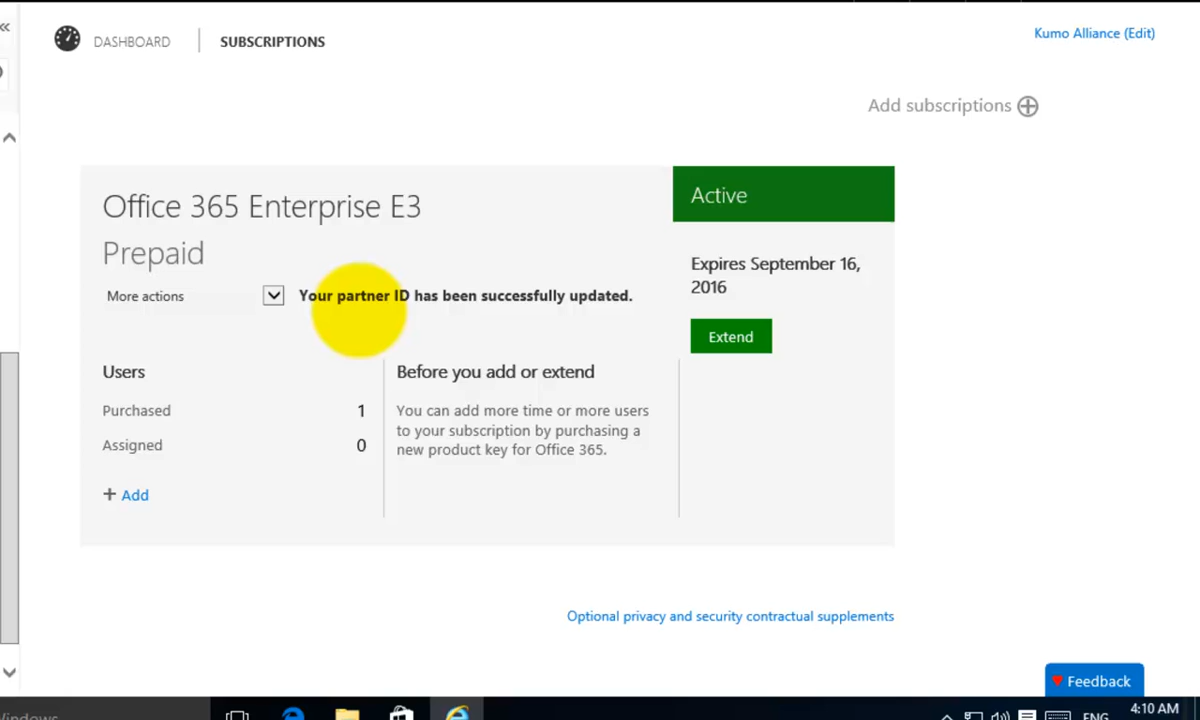 DASHBOARD
SUBSCRIPTIONS
Kumo Alliance (Edit)
Add subscriptions
Office 365 Enterprise E3
Prepaid
More actions
Your partner ID has been successfully updated.
Active
Expires September 16,
2016
Extend
Users
Purchased 1
Assigned 0
+ Add
Before you add or extend
You can add more time or more users
to your subscription by purchasing a
new product key for Office 365.
Optional privacy and security contractual supplements
Feedback
4:10 AM
ENG